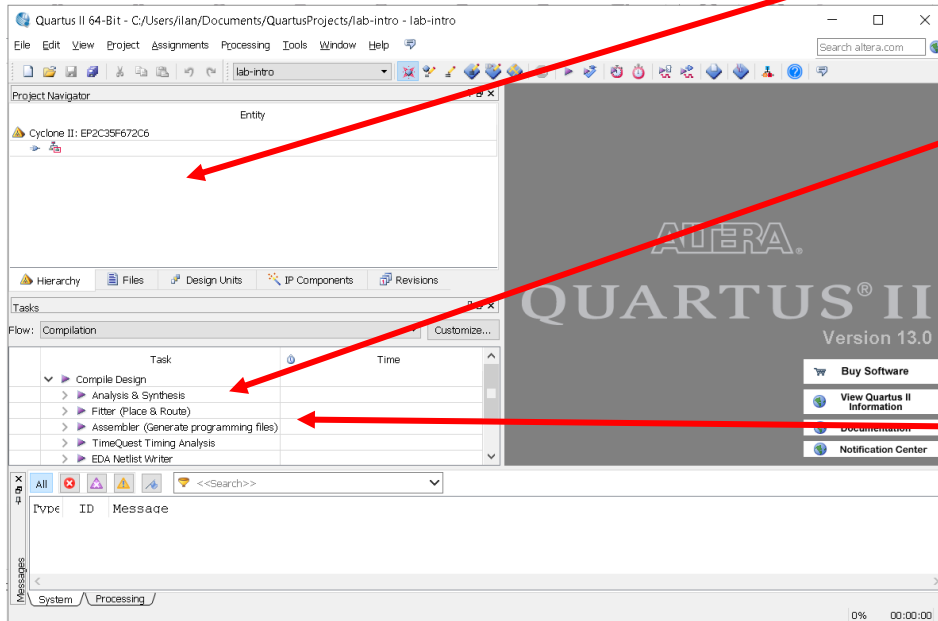 Quartus II 64-Bit - C:/Users/ilan/Documents/QuartusProjects/lab-intro - lab-intro
File Edit View Project Assignments Processing Tools Window Help
Search altera.com
lab-intro
Project Navigator
Entity
Cyclone II: EP2C35F672C6
Hierarchy Files Design Units IP Components Revisions
Tasks
Flow: Compilation Customize...
Task Time
Compile Design
Analysis & Synthesis
Fitter (Place & Route)
Assembler (Generate programming files)
TimeQuest Timing Analysis
EDA Netlist Writer
ALTERA®
QUARTUS® II
Version 13.0
Buy Software
View Quartus II
Information
Documentation
Notification Center
All <<Search>>
Type ID Message
Messages
System Processing
0% 00:00:00